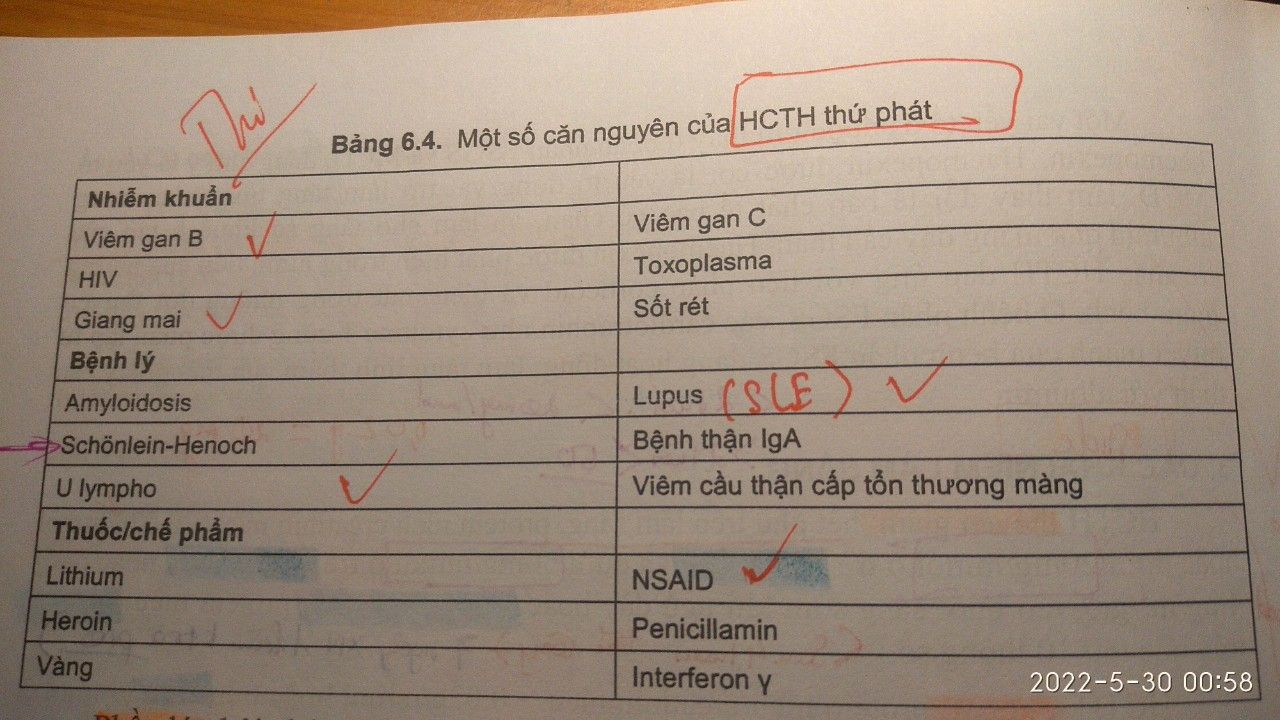 Thi
Bảng 6.4. Một số căn nguyên của HCTH thứ phát
Nhiễm khuẩn
Viêm gan B Viêm gan C
HIV Toxoplasma
Giang mai Sốt rét
Bệnh lý
Amyloidosis Lupus (SLE)
Schönlein-Henoch Bệnh thận IgA
U lympho Viêm cầu thận cấp tổn thương màng
Thuốc/chế phẩm
Lithium NSAID
Heroin Penicillamin
Vàng Interferon γ
2022-5-30 00:58